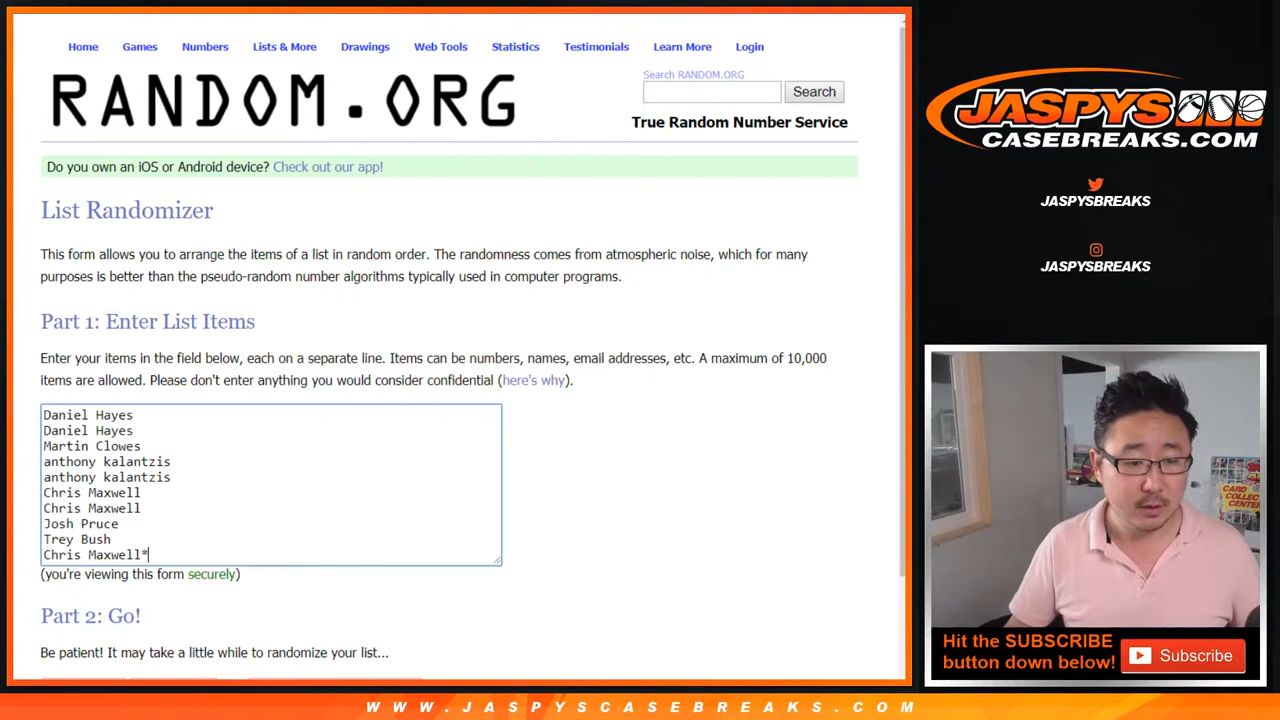 Home Games Numbers Lists & More Drawings Web Tools Statistics Testimonials Learn More Login
RANDOM.ORG
Search RANDOM.ORG
Search
True Random Number Service
Do you own an iOS or Android device? Check out our app!
List Randomizer
This form allows you to arrange the items of a list in random order. The randomness comes from atmospheric noise, which for many
purposes is better than the pseudo-random number algorithms typically used in computer programs.
Part 1: Enter List Items
Enter your items in the field below, each on a separate line. Items can be numbers, names, email addresses, etc. A maximum of 10,000
items are allowed. Please don't enter anything you would consider confidential (here's why).
Daniel Hayes
Daniel Hayes
Martin Clowes
anthony kalantzis
anthony kalantzis
Chris Maxwell
Chris Maxwell
Josh Pruce
Trey Bush
Chris Maxwell*
(you're viewing this form securely)
Part 2: Go!
Be patient! It may take a little while to randomize your list...
JASPYS
CASEBREAKS.COM
JASPYSBREAKS
JASPYSBREAKS
CARD
COLLEC
CENTER
Hit the SUBSCRIBE
button down below!
Subscribe
WWW.JASPYSCASEBREAKS.COM